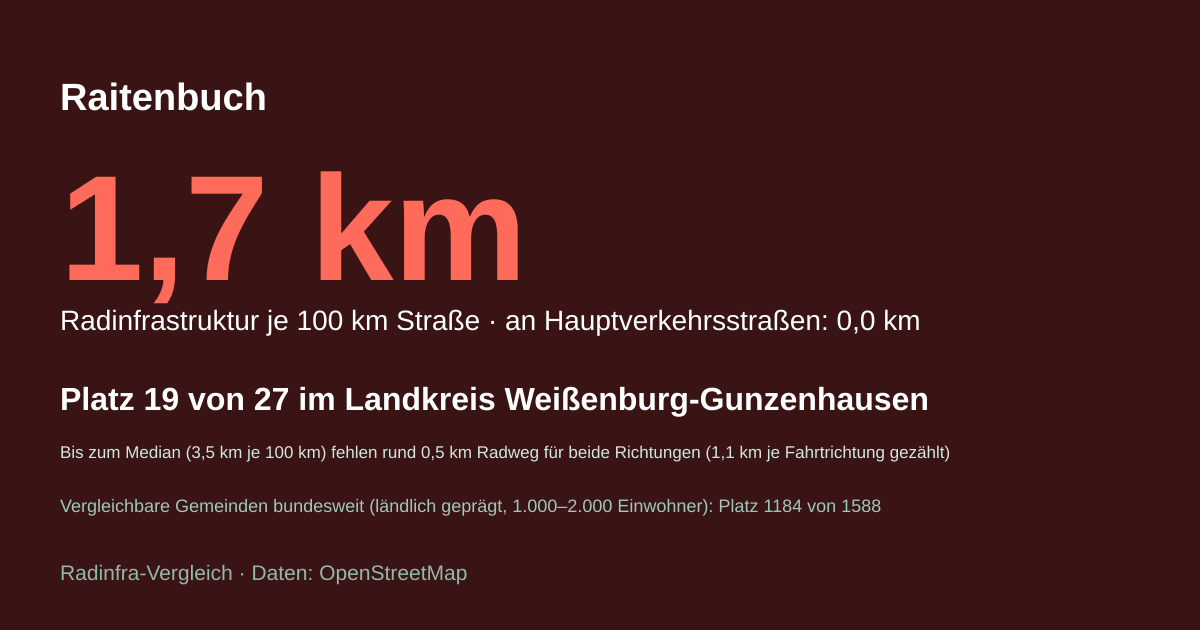 Raitenbuch
1,7 km
Radinfrastruktur je 100 km Straße · an Hauptverkehrsstraßen: 0,0 km
Platz 19 von 27 im Landkreis Weißenburg-Gunzenhausen
Bis zum Median (3,5 km je 100 km) fehlen rund 0,5 km Radweg für beide Richtungen (1,1 km je Fahrtrichtung gezählt)
Vergleichbare Gemeinden bundesweit (ländlich geprägt, 1.000–2.000 Einwohner): Platz 1184 von 1588
Radinfra-Vergleich · Daten: OpenStreetMap